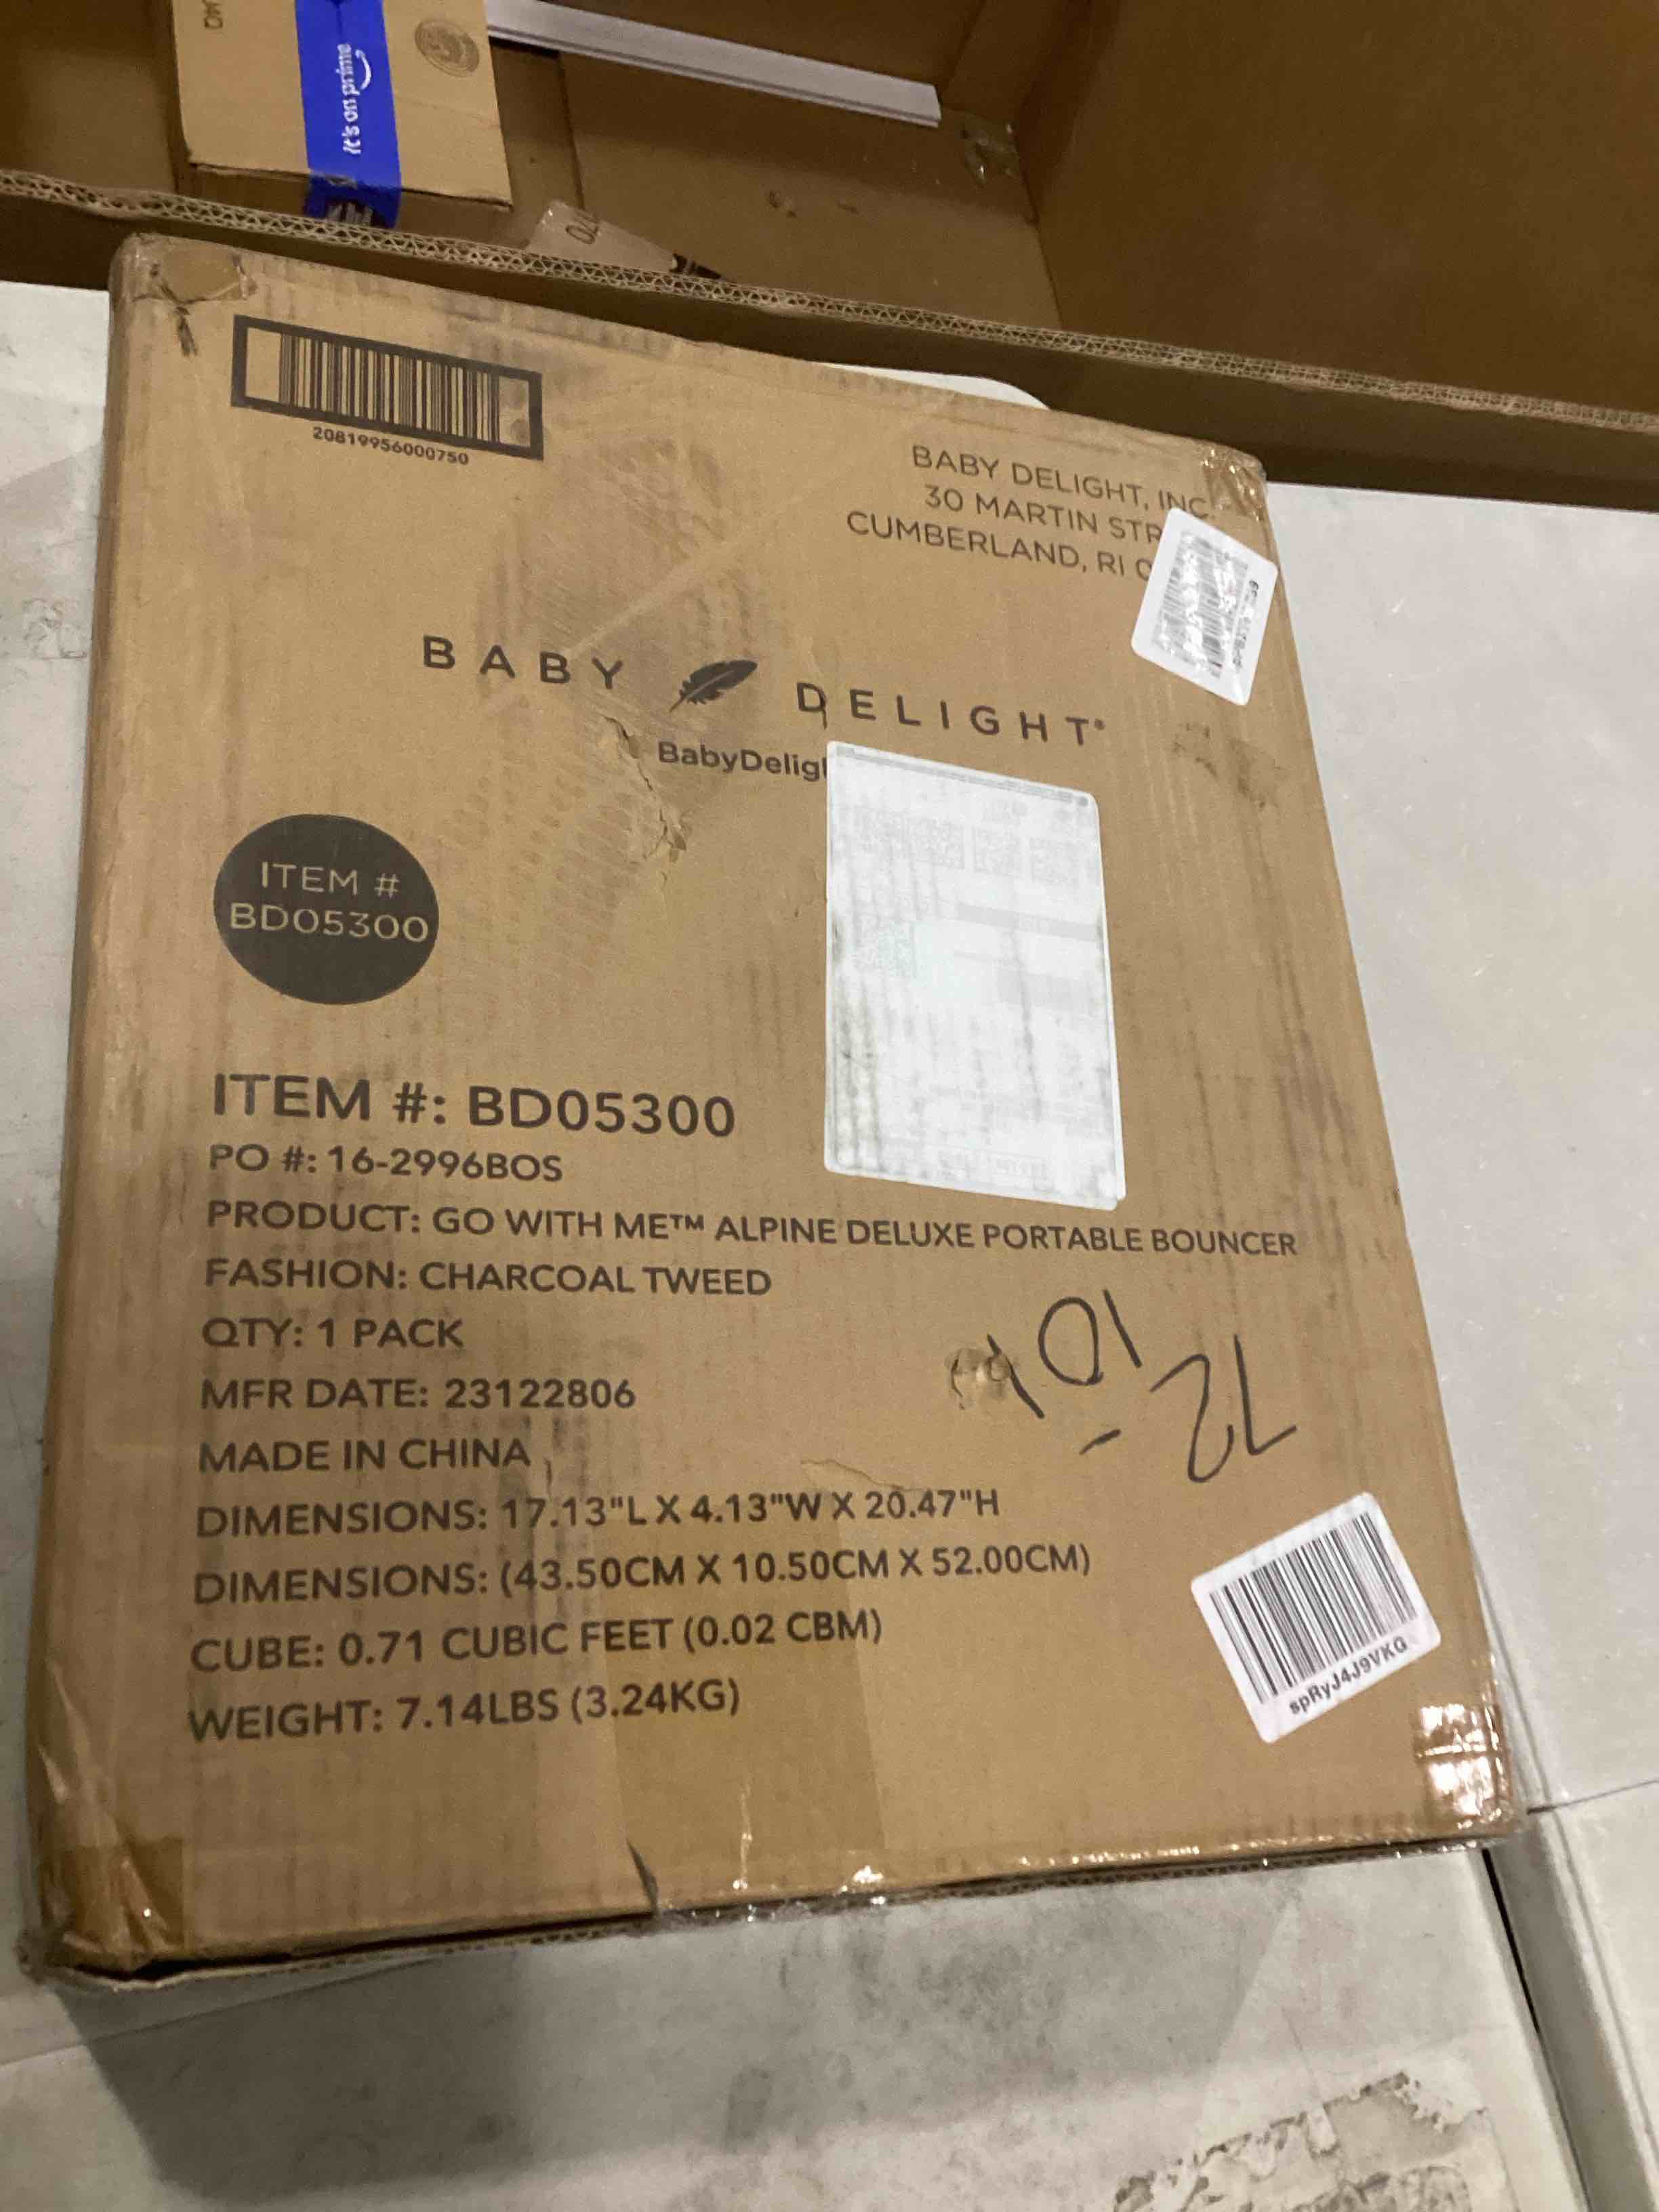 it's on prime
20819956000750
BABY DELIGHT, INC.
30 MARTIN
CUMBERLAND, RI
BABY DELIGHT®
ITEM #
BD05300
ITEM #: BD05300
PO #: 16-2996BOS
PRODUCT: GO WITH ME™ ALPINE DELUXE PORTABLE BOUNCER
FASHION: CHARCOAL TWEED
QTY: 1 PACK
MFR DATE: 23122806
MADE IN CHINA
DIMENSIONS: 17.13"L X 4.13"W X 20.47"H
DIMENSIONS: (43.50CM X 10.50CM X 52.00CM)
CUBE: 0.71 CUBIC FEET (0.02 CBM)
WEIGHT: 7.14LBS (3.24KG)
spRyJ4J9VKG